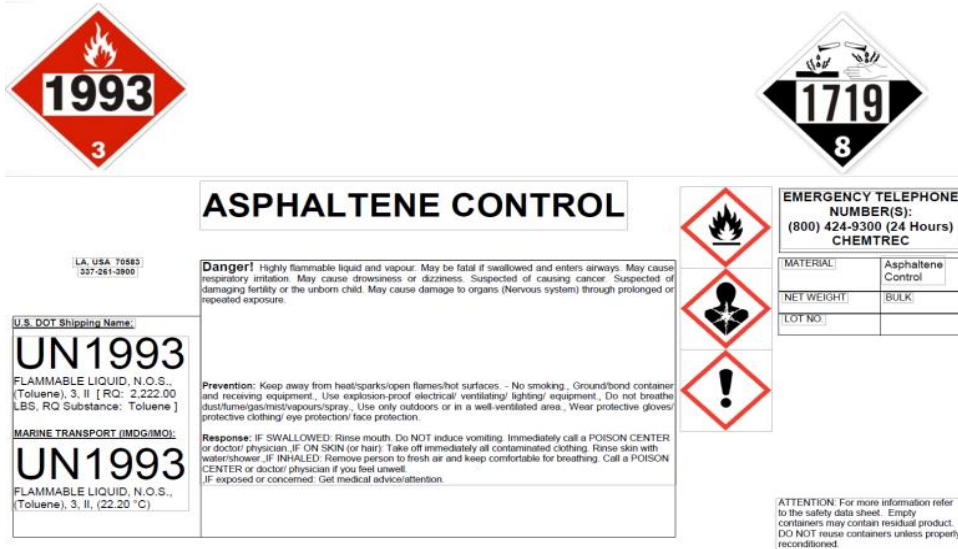 1993
3
1719
8
ASPHALTENE CONTROL
LA, USA 70583
337-261-3900
Danger! Highly flammable liquid and vapour. May be fatal if swallowed and enters airways. May cause
respiratory irritation. May cause drowsiness or dizziness. Suspected of causing cancer. Suspected of
damaging fertility or the unborn child. May cause damage to organs (Nervous system) through prolonged or
repeated exposure.
U.S. DOT Shipping Name:
UN1993
FLAMMABLE LIQUID, N.O.S.,
(Toluene), 3, II [ RQ: 2,222.00
LBS, RQ Substance: Toluene ]
MARINE TRANSPORT (IMDG/IMO):
UN1993
FLAMMABLE LIQUID, N.O.S.,
(Toluene), 3, II, (22.20 °C)
Prevention: Keep away from heat/sparks/open flames/hot surfaces. - No smoking., Ground/bond container
and receiving equipment., Use explosion-proof electrical/ ventilating/ lighting/ equipment., Do not breathe
dust/fume/gas/mist/vapours/spray., Use only outdoors or in a well-ventilated area., Wear protective gloves/
protective clothing/ eye protection/ face protection.
Response: IF SWALLOWED: Rinse mouth. Do NOT induce vomiting. Immediately call a POISON CENTER
or doctor/ physician.,IF ON SKIN (or hair): Take off immediately all contaminated clothing. Rinse skin with
water/shower.,IF INHALED: Remove person to fresh air and keep comfortable for breathing. Call a POISON
CENTER or doctor/ physician if you feel unwell.
,IF exposed or concerned: Get medical advice/attention.
EMERGENCY TELEPHONE
NUMBER(S):
(800) 424-9300 (24 Hours)
CHEMTREC
MATERIAL Asphaltene
Control
NET WEIGHT BULK
LOT NO.
ATTENTION: For more information refer
to the safety data sheet. Empty
containers may contain residual product.
DO NOT reuse containers unless properly
reconditioned.